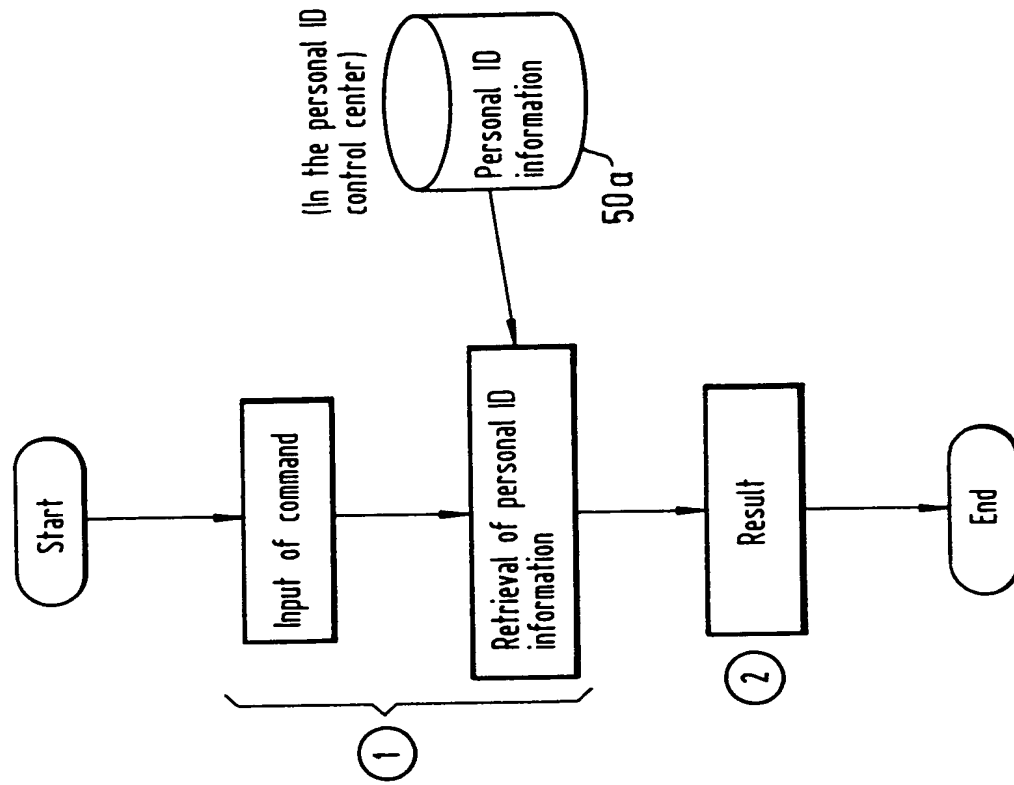 Start
Input of command
1
Retrieval of personal ID
information
(In the personal ID
control center)
Personal ID
information
50a
2
Result
End